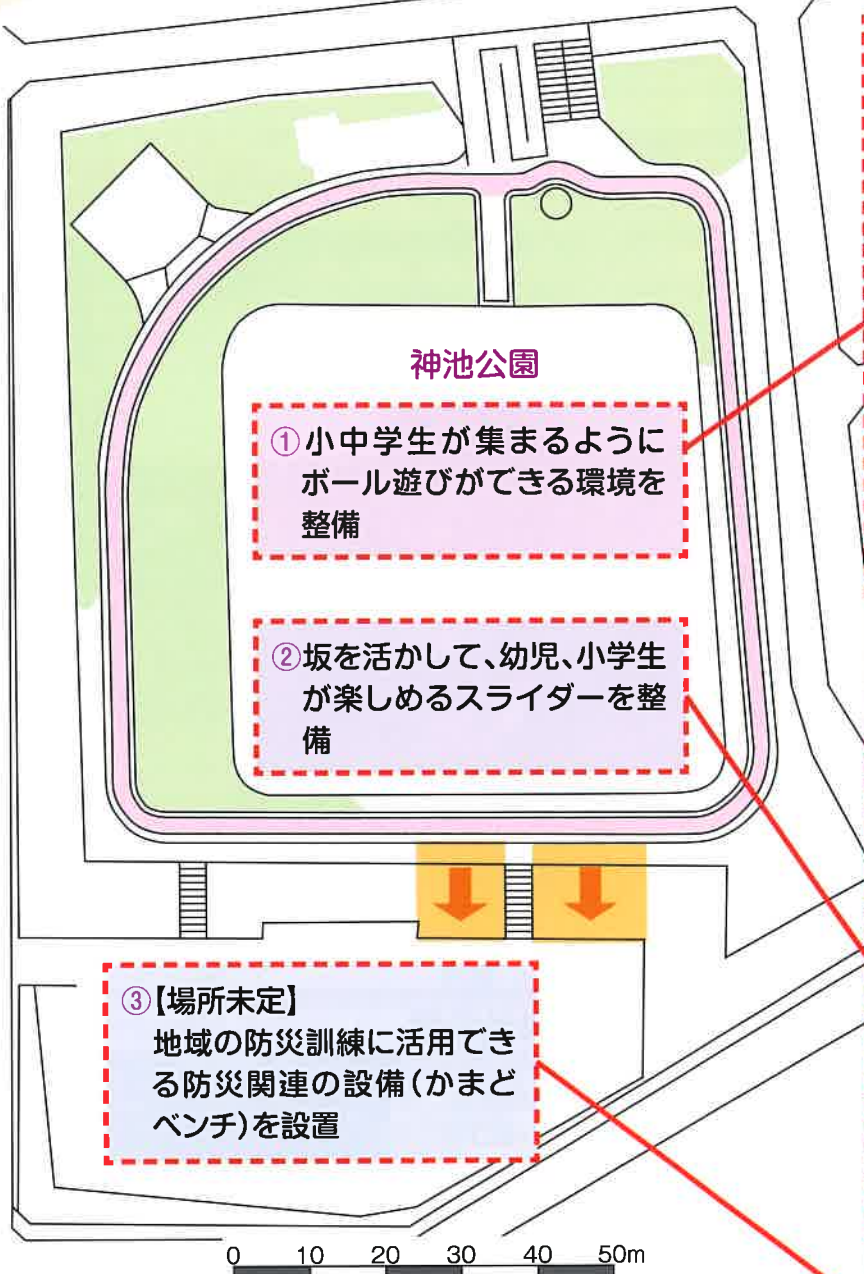 神池公園
①小中学生が集まるように
ボール遊びができる環境を
整備
②坂を活かして、幼児、小学生
が楽しめるスライダーを整
備
③【場所未定】
地域の防災訓練に活用でき
る防災関連の設備(かまど
ベンチ)を設置
0 10 20 30 40 50m